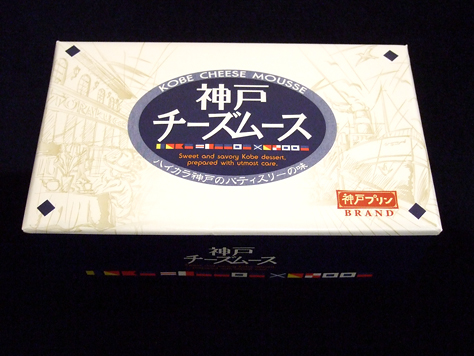 KOBE CHEESE MOUSSE
神戸
チーズムース
Sweet and savory Kobe dessert,
prepared with utmost care.
ハイカラ神戸のパティスリーの味
神戸プリン
BRAND
神戸
チーズムース